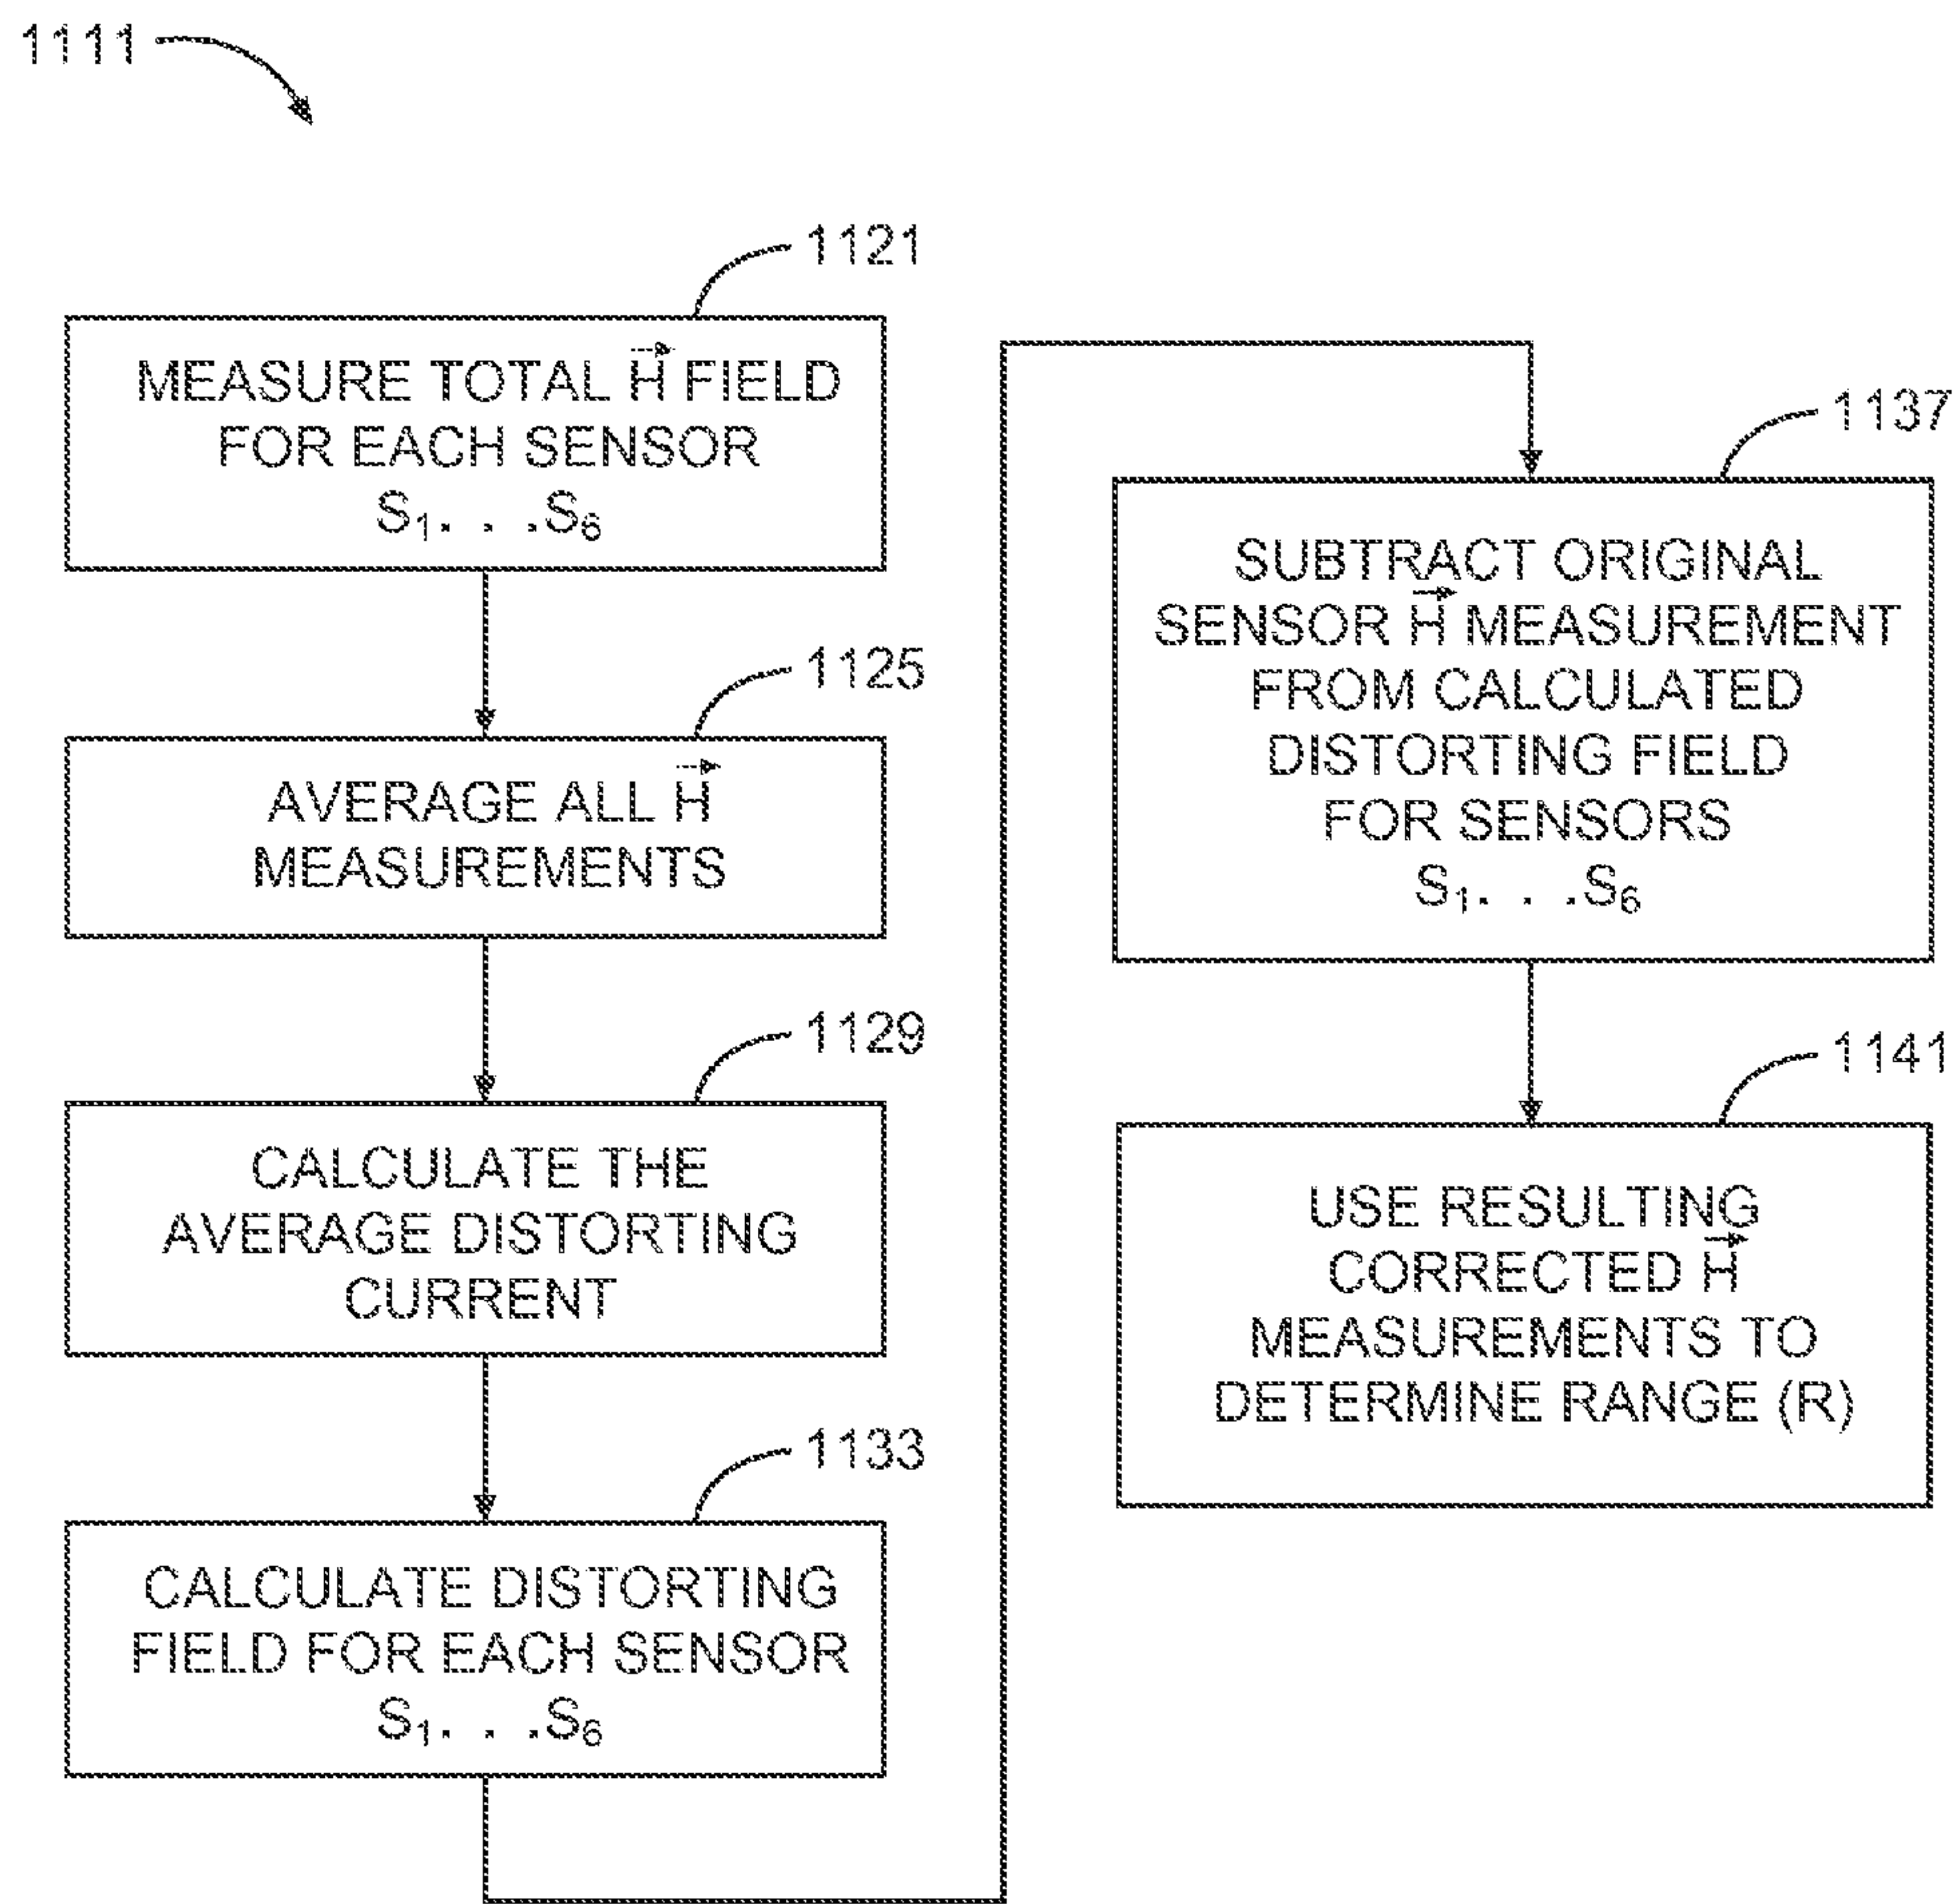 1111
1121
MEASURE TOTAL H⃗ FIELD
FOR EACH SENSOR
S₁. . .S₆
1125
AVERAGE ALL H⃗
MEASUREMENTS
1129
CALCULATE THE
AVERAGE DISTORTING
CURRENT
1133
CALCULATE DISTORTING
FIELD FOR EACH SENSOR
S₁. . .S₆
1137
SUBTRACT ORIGINAL
SENSOR H⃗ MEASUREMENT
FROM CALCULATED
DISTORTING FIELD
FOR SENSORS
S₁. . .S₆
1141
USE RESULTING
CORRECTED H⃗
MEASUREMENTS TO
DETERMINE RANGE (R)